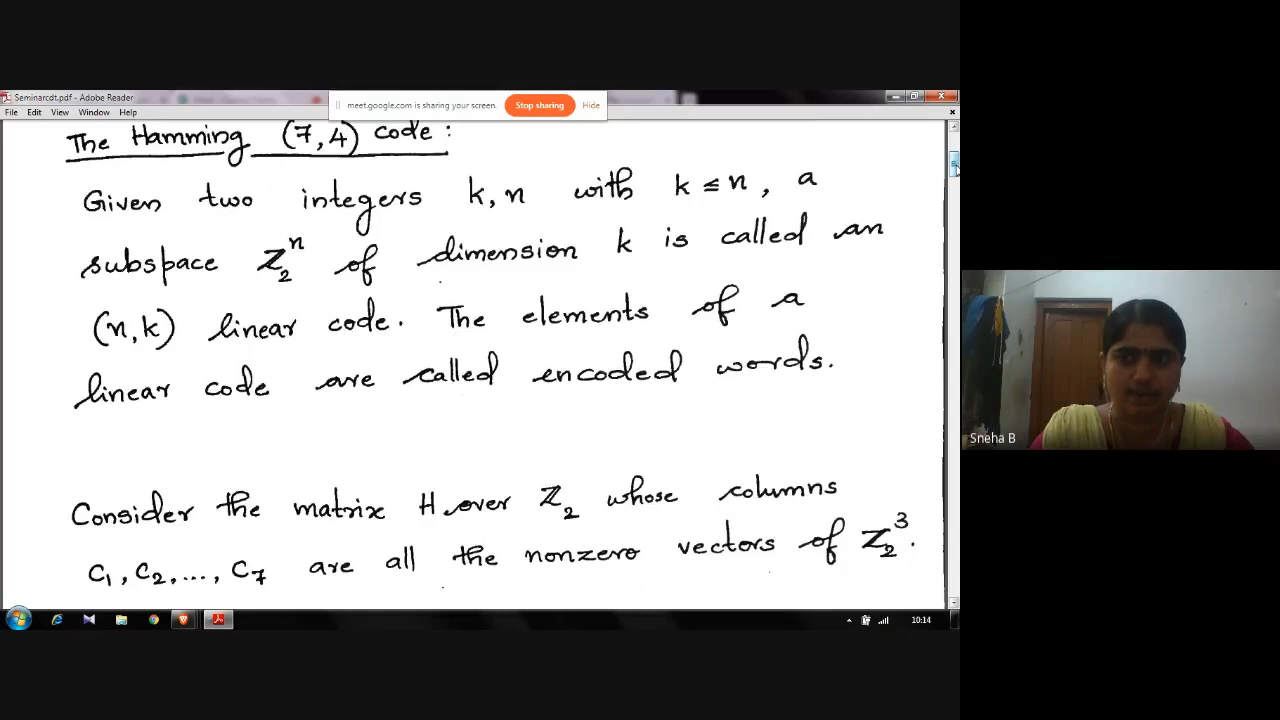 Seminarcdt.pdf - Adobe Reader
meet.google.com is sharing your screen. Stop sharing Hide
File Edit View Window Help
The Hamming (7,4) code :
Given two integers k, n with k ≤ n, a
subspace ℤ₂ⁿ of dimension k is called an
(n,k) linear code. The elements of a
linear code are called encoded words.
Consider the matrix H over ℤ₂ whose columns
c₁, c₂, ..., c₇ are all the nonzero vectors of ℤ₂³.
Sneha B
10:14